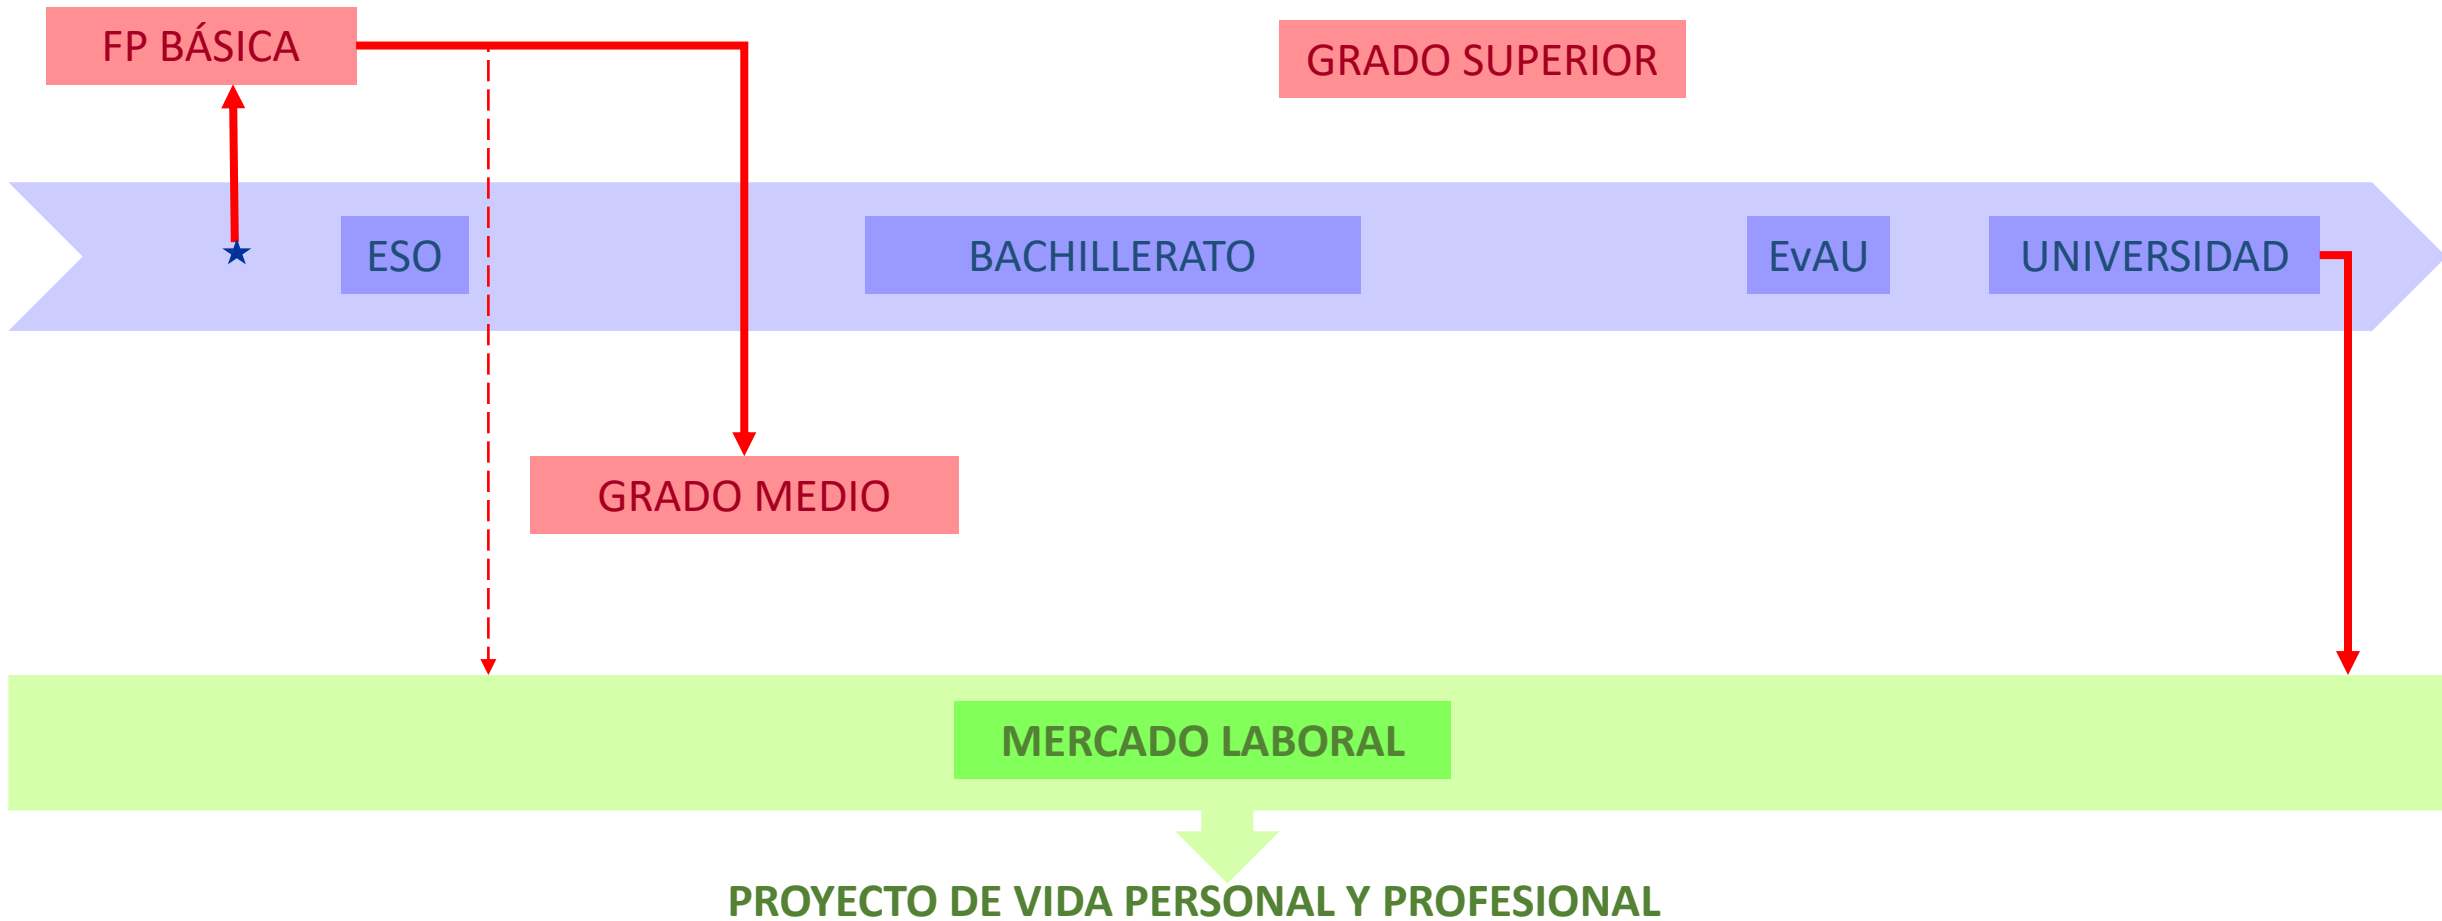 FP BÁSICA
GRADO SUPERIOR
ESO
BACHILLERATO
EvAU
UNIVERSIDAD
GRADO MEDIO
MERCADO LABORAL
PROYECTO DE VIDA PERSONAL Y PROFESIONAL